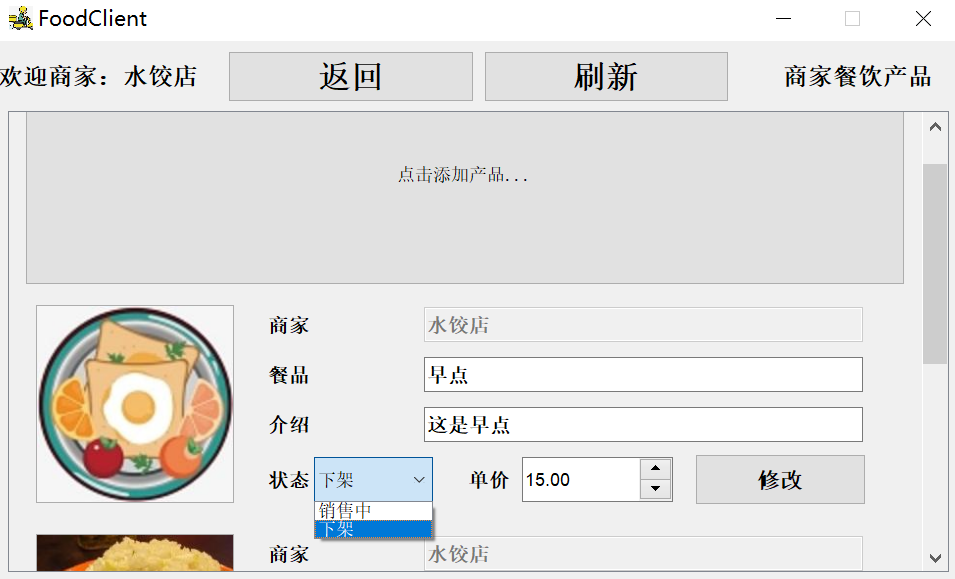 FoodClient
欢迎商家：水饺店 返回 刷新 商家餐饮产品
点击添加产品...
商家 水饺店
餐品 早点
介绍 这是早点
状态 下架 单价 15.00 修改
销售中
下架
商家 水饺店